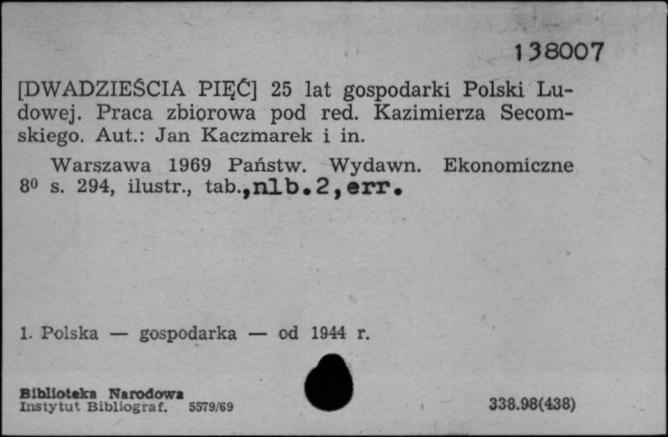 138007
[DWADZIEŚCIA PIĘĆ] 25 lat gospodarki Polski Lu-
dowej. Praca zbiorowa pod red. Kazimierza Secom-
skiego. Aut.: Jan Kaczmarek i in.
Warszawa 1969 Państw. Wydawn. Ekonomiczne
8⁰ s. 294, ilustr., tab.,nlb.2,err.
1. Polska — gospodarka — od 1944 r.
Biblioteka Narodowa
Instytut Bibliograf. 5579/69
338.98(438)